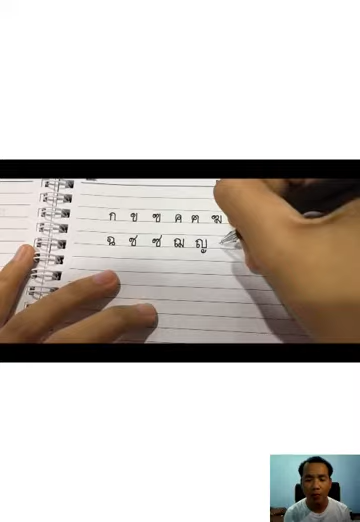 ก ข ฃ ค ฅ ฆ
ฉ ช ซ ฌ ญ